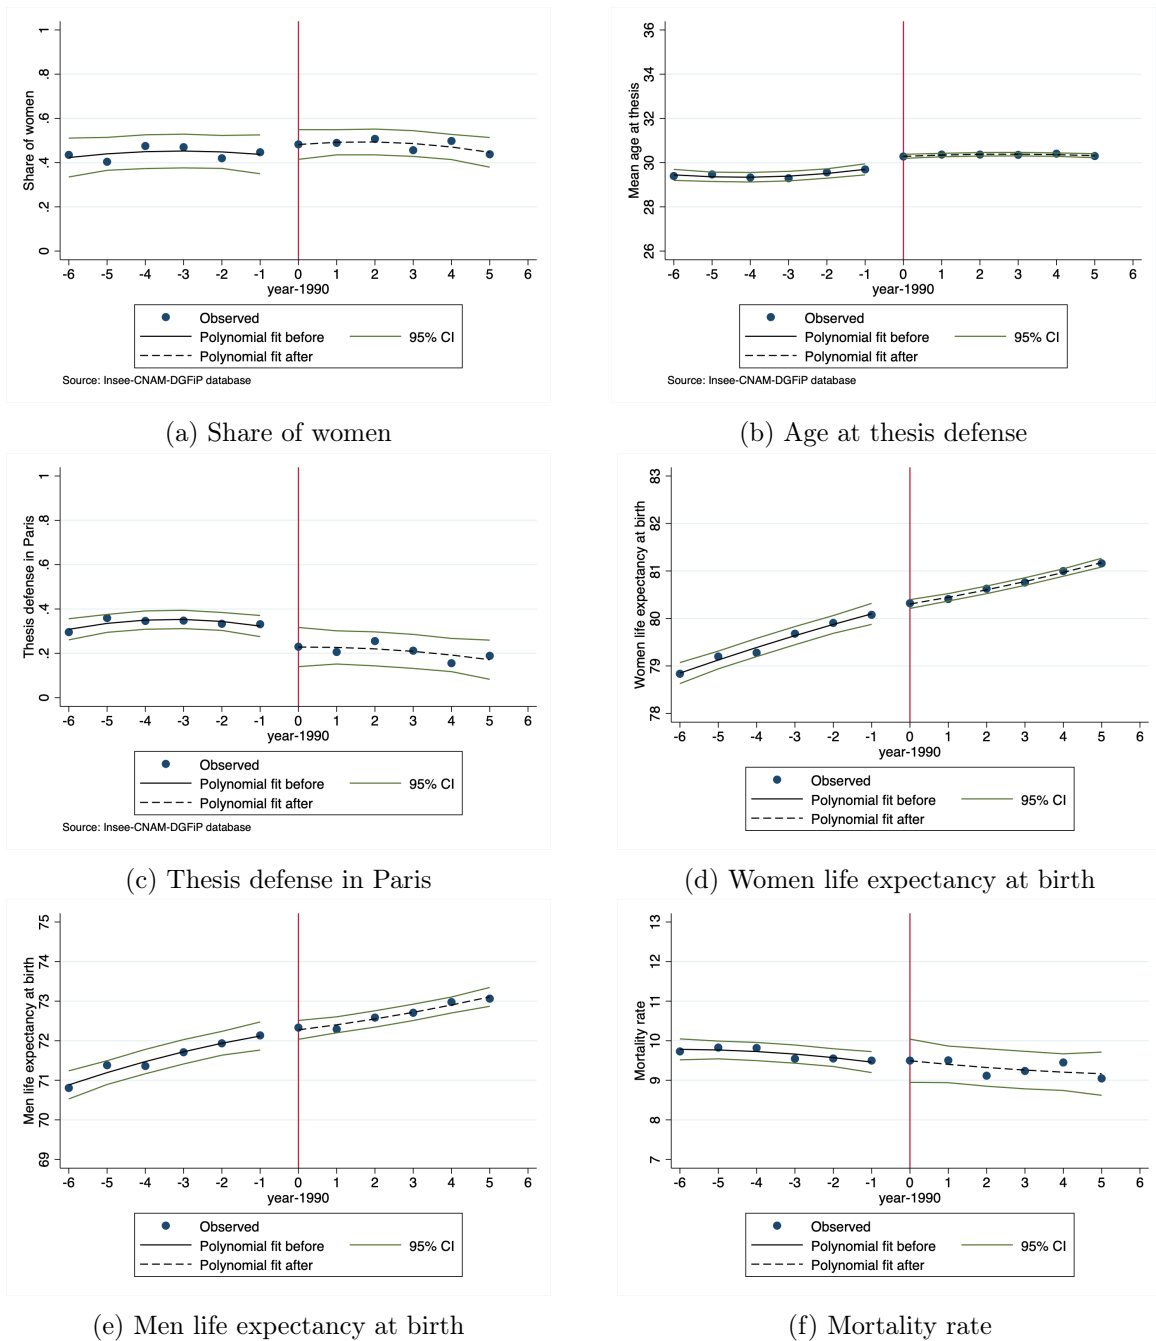 Share of women
0 .2 .4 .6 .8 1
-6 -5 -4 -3 -2 -1 0 1 2 3 4 5 6
year-1990
Observed
Polynomial fit before
95% CI
Polynomial fit after
Source: Insee-CNAM-DGFiP database
(a) Share of women
Mean age at thesis
26 28 30 32 34 36
-6 -5 -4 -3 -2 -1 0 1 2 3 4 5 6
year-1990
Observed
Polynomial fit before
95% CI
Polynomial fit after
Source: Insee-CNAM-DGFiP database
(b) Age at thesis defense
Thesis defense in Paris
0 .2 .4 .6 .8 1
-6 -5 -4 -3 -2 -1 0 1 2 3 4 5 6
year-1990
Observed
Polynomial fit before
95% CI
Polynomial fit after
Source: Insee-CNAM-DGFiP database
(c) Thesis defense in Paris
Women life expectancy at birth
78 79 80 81 82 83
-6 -5 -4 -3 -2 -1 0 1 2 3 4 5 6
year-1990
Observed
Polynomial fit before
95% CI
Polynomial fit after
(d) Women life expectancy at birth
Men life expectancy at birth
69 70 71 72 73 74 75
-6 -5 -4 -3 -2 -1 0 1 2 3 4 5 6
year-1990
Observed
Polynomial fit before
95% CI
Polynomial fit after
(e) Men life expectancy at birth
Mortality rate
7 8 9 10 11 12 13
-6 -5 -4 -3 -2 -1 0 1 2 3 4 5 6
year-1990
Observed
Polynomial fit before
95% CI
Polynomial fit after
(f) Mortality rate